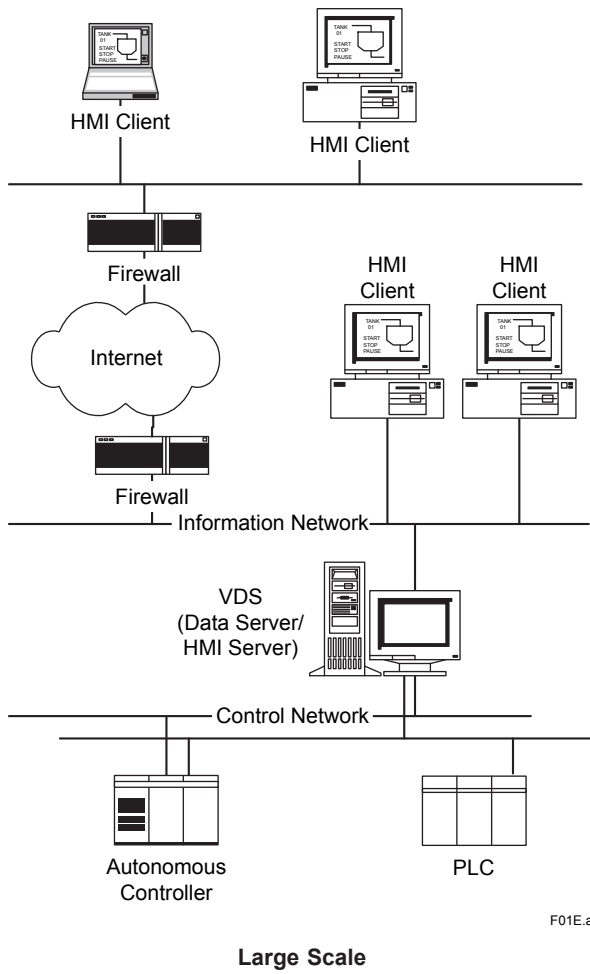 TANK
01
START
STOP
PAUSE
HMI Client
TANK
01
START
STOP
PAUSE
HMI Client
Firewall
Internet
Firewall
HMI
Client
TANK
01
START
STOP
PAUSE
HMI
Client
TANK
01
START
STOP
PAUSE
Information Network
VDS
(Data Server/
HMI Server)
Control Network
Autonomous
Controller
PLC
F01E.a
Large Scale